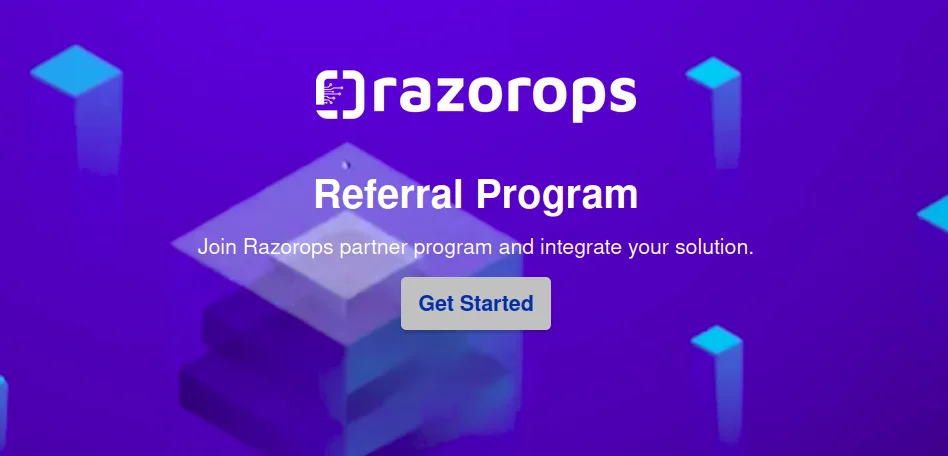 razorops
Referral Program
Join Razorops partner program and integrate your solution.
Get Started